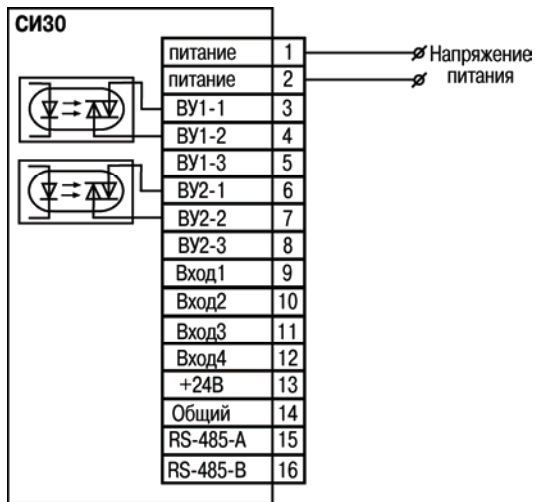 СИ30
питание 1
Напряжение
питание 2
питания
ВУ1-1 3
ВУ1-2 4
ВУ1-3 5
ВУ2-1 6
ВУ2-2 7
ВУ2-3 8
Вход1 9
Вход2 10
Вход3 11
Вход4 12
+24В 13
Общий 14
RS-485-А 15
RS-485-В 16